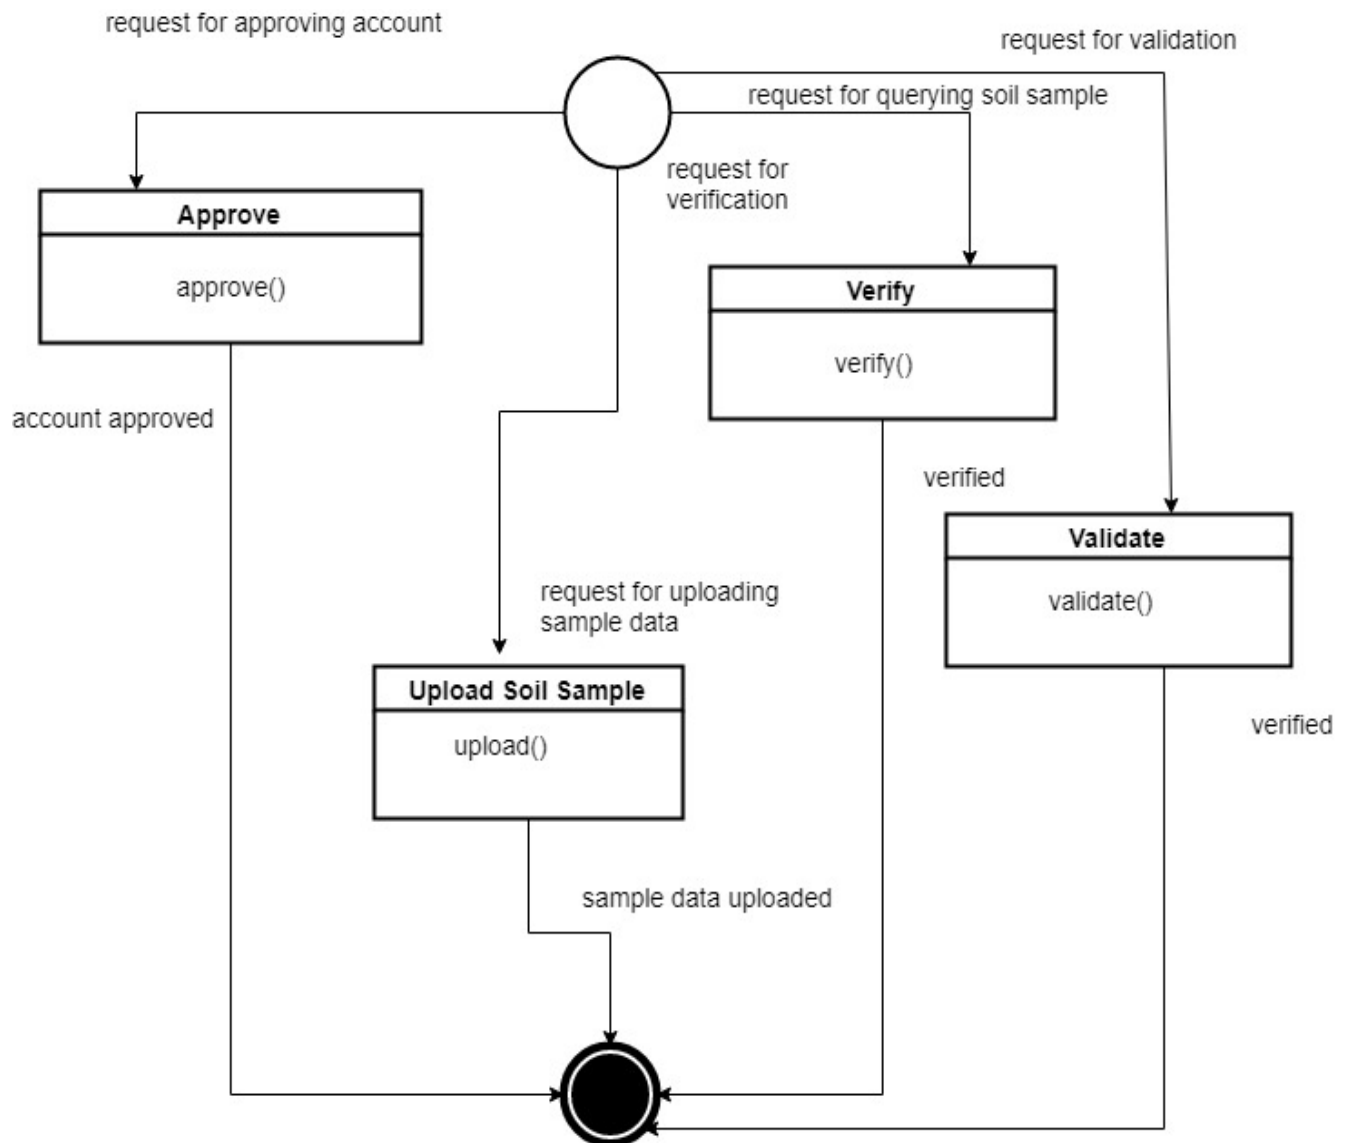 request for approving account
request for validation
request for querying soil sample
request for
verification
Approve
approve()
Verify
verify()
account approved
verified
Validate
validate()
request for uploading
sample data
Upload Soil Sample
upload()
verified
sample data uploaded